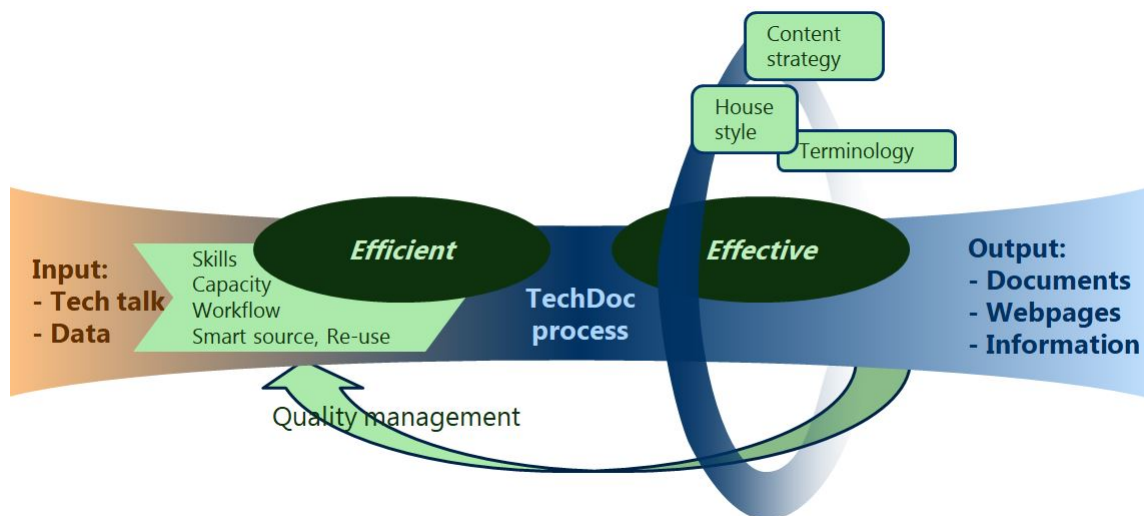 Content
strategy
House
style
Terminology
Efficient
Effective
Input:
- Tech talk
- Data
Skills
Capacity
Workflow
Smart source, Re-use
TechDoc
process
Output:
- Documents
- Webpages
- Information
Quality management